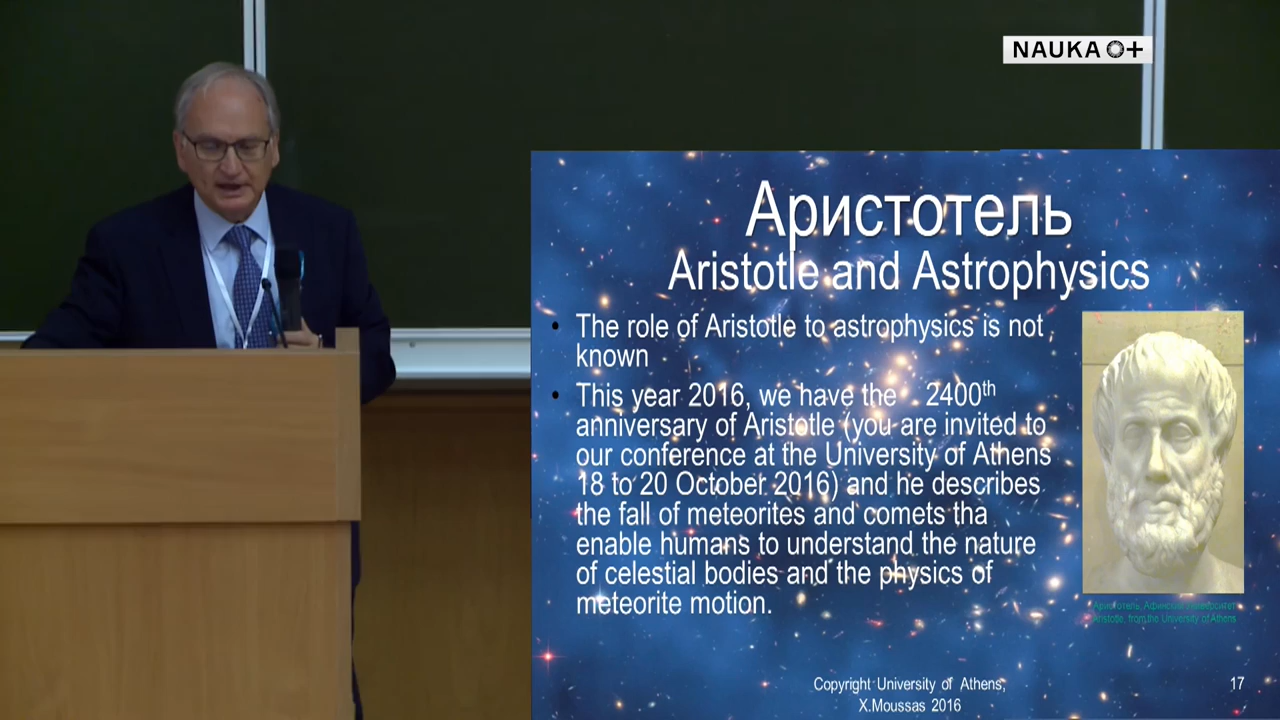 NAUKA O+
Аристотель
Aristotle and Astrophysics
• The role of Aristotle to astrophysics is not
known
• This year 2016, we have the 2400th
anniversary of Aristotle (you are invited to
our conference at the University of Athens
18 to 20 October 2016) and he describes
the fall of meteorites and comets tha
enable humans to understand the nature
of celestial bodies and the physics of
meteorite motion.
Аристотель, Афинский Университет
Aristotle, from the University of Athens
Copyright University of Athens,
X.Moussas 2016
17